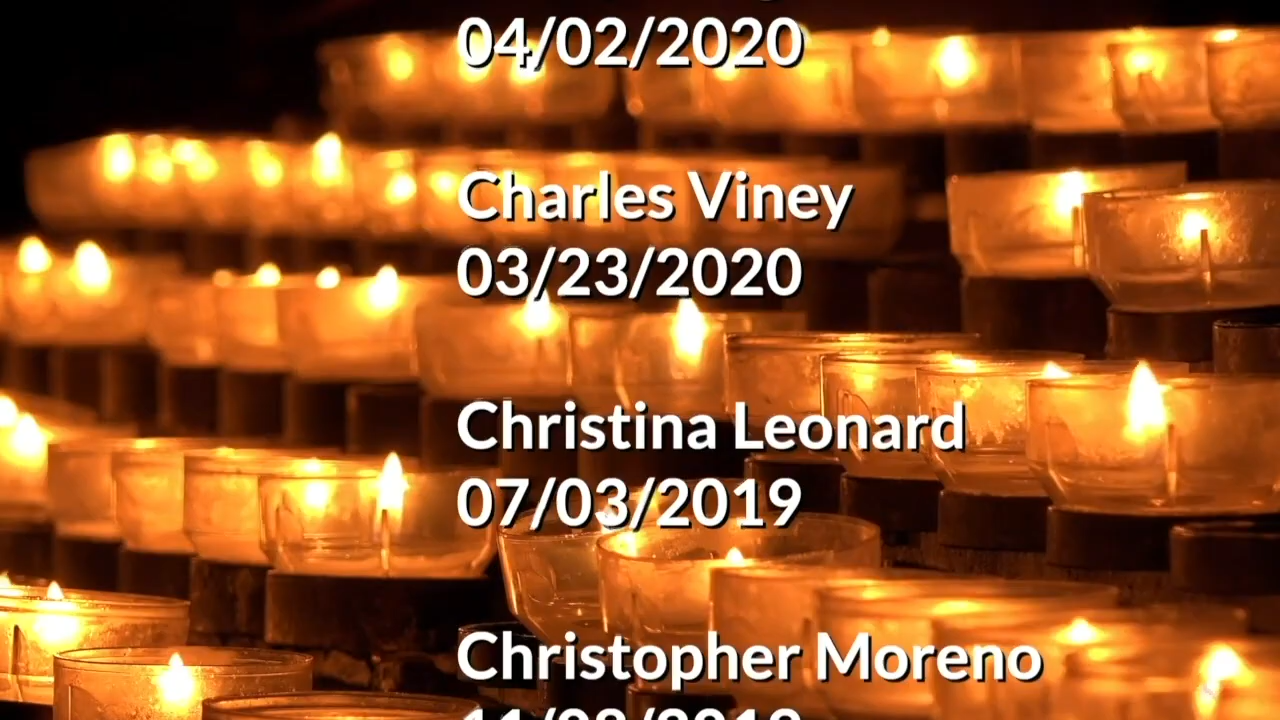 04/02/2020
Charles Viney
03/23/2020
Christina Leonard
07/03/2019
Christopher Moreno